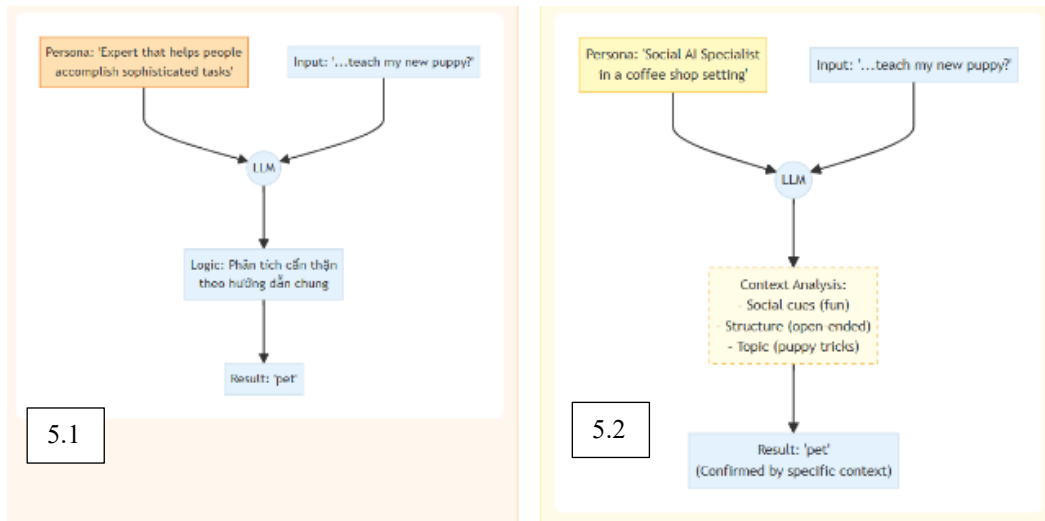 Persona: 'Expert that helps people
accomplish sophisticated tasks'
Input: '...teach my new puppy?'
LLM
Logic: Phân tích cẩn thận
theo hướng dẫn chung
Result: 'pet'
5.1
Persona: 'Social AI Specialist
in a coffee shop setting'
Input: '...teach my new puppy?'
LLM
Context Analysis:
- Social cues (fun)
- Structure (open-ended)
- Topic (puppy tricks)
Result: 'pet'
(Confirmed by specific context)
5.2